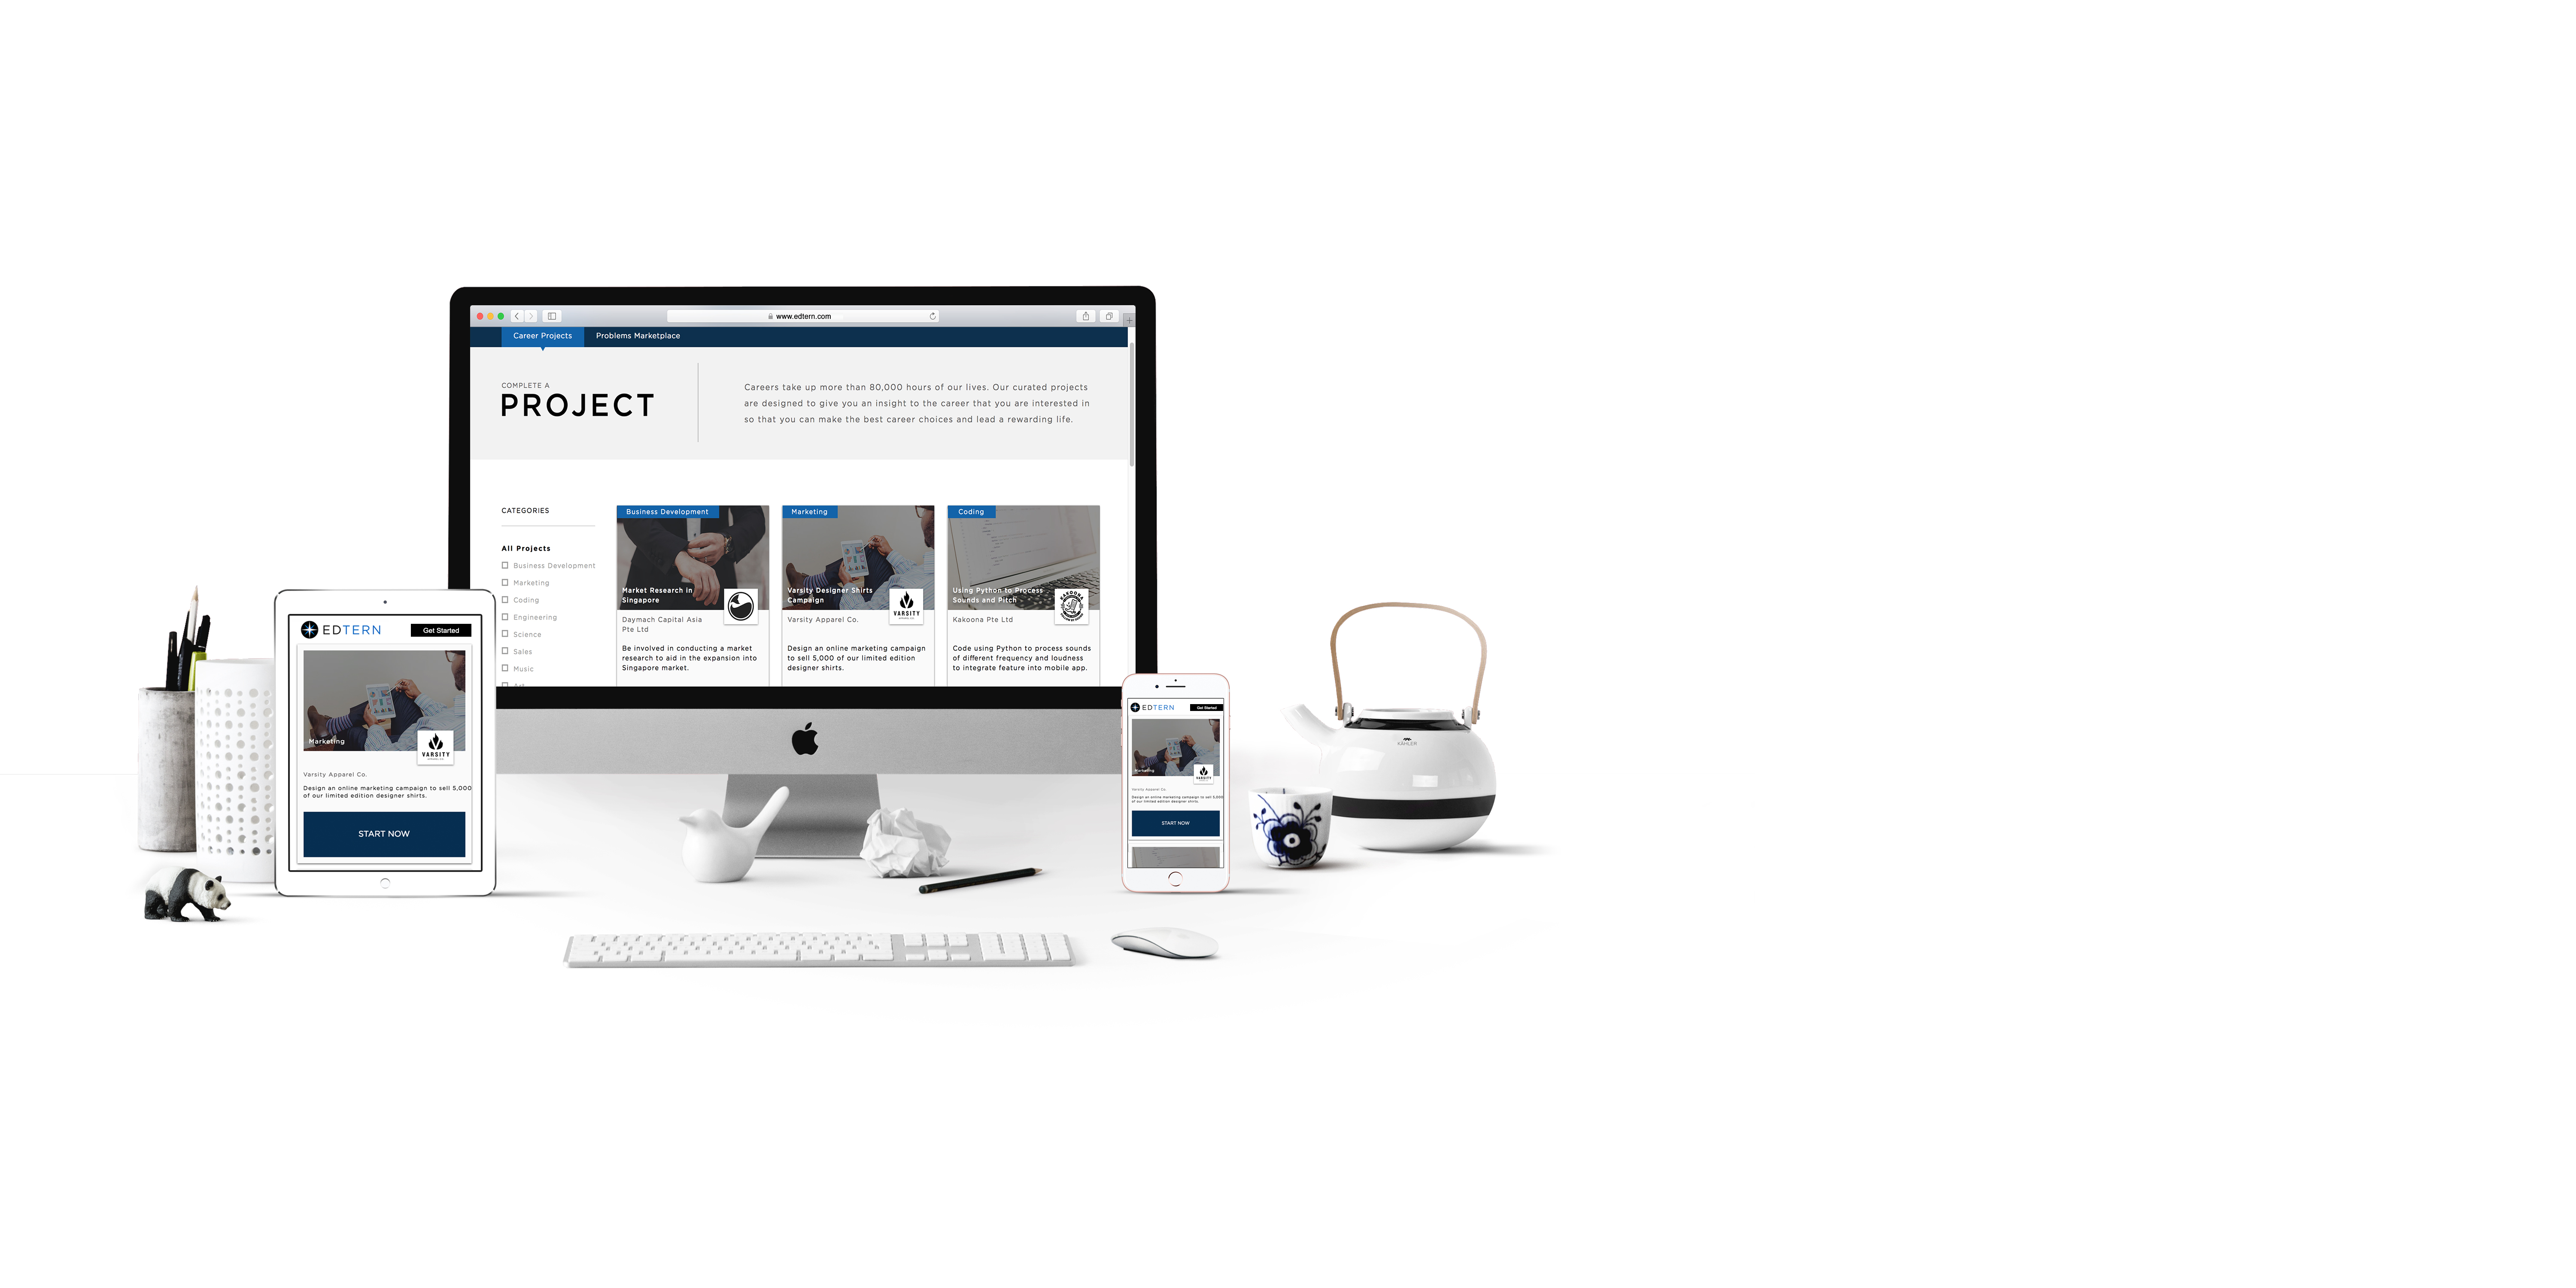 www.edtern.com
Career Projects
Problems Marketplace
COMPLETE A
PROJECT
Careers take up more than 80,000 hours of our lives. Our curated projects
are designed to give you an insight to the career that you are interested in
so that you can make the best career choices and lead a rewarding life.
CATEGORIES
All Projects
Business Development
Marketing
Coding
Engineering
Science
Sales
Music
Business Development
Market Research in
Singapore
Daymach Capital Asia
Pte Ltd
Be involved in conducting a market
research to aid in the expansion into
Singapore market.
Marketing
Varsity Designer Shirts
Campaign
VARSITY
Varsity Apparel Co.
Design an online marketing campaign
to sell 5,000 of our limited edition
designer shirts.
Coding
Using Python to Process
Sounds and Pitch
KAKOONA
Kakoona Pte Ltd
Code using Python to process sounds
of different frequency and loudness
to integrate feature into mobile app.
EDTERN
Get Started
Marketing
VARSITY
Varsity Apparel Co.
Design an online marketing campaign to sell 5,000
of our limited edition designer shirts.
START NOW
EDTERN
Get Started
Marketing
VARSITY
Varsity Apparel Co.
Design an online marketing campaign to sell 5,000
of our limited edition designer shirts.
START NOW
KÄHLER